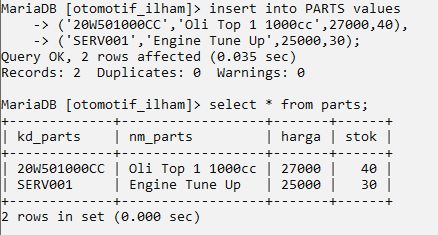 MariaDB [otomotif_ilham]> insert into PARTS values
    -> ('20W501000CC','Oli Top 1 1000cc',27000,40),
    -> ('SERV001','Engine Tune Up',25000,30);
Query OK, 2 rows affected (0.035 sec)
Records: 2  Duplicates: 0  Warnings: 0

MariaDB [otomotif_ilham]> select * from parts;
+-------------+------------------+-------+------+
| kd_parts    | nm_parts         | harga | stok |
+-------------+------------------+-------+------+
| 20W501000CC | Oli Top 1 1000cc | 27000 |   40 |
| SERV001     | Engine Tune Up   | 25000 |   30 |
+-------------+------------------+-------+------+
2 rows in set (0.000 sec)